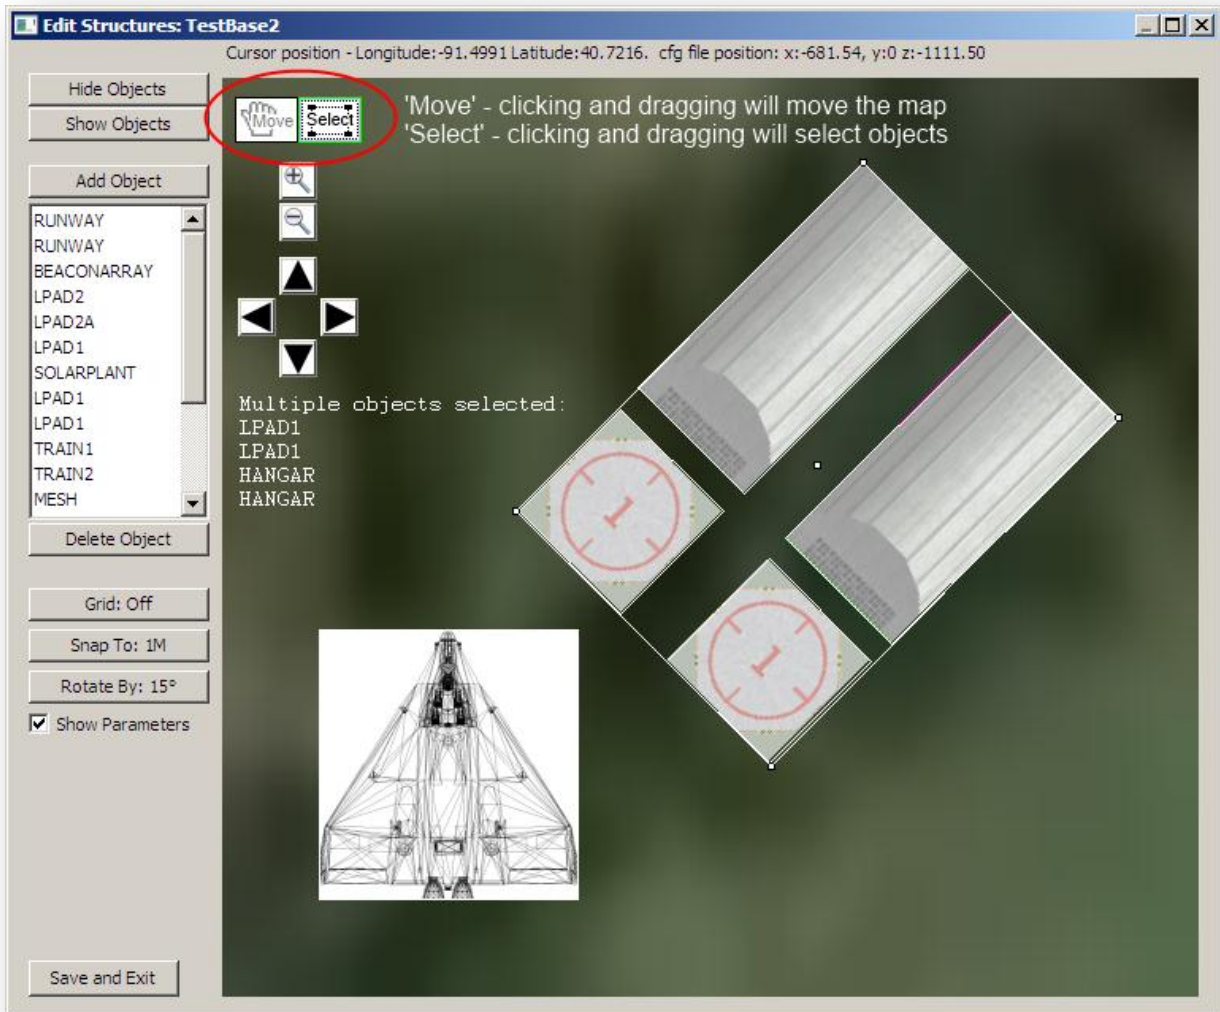 Edit Structures: TestBase2
Cursor position - Longitude:-91.4991 Latitude:40.7216. cfg file position: x:-681.54, y:0 z:-1111.50
Hide Objects
Show Objects
Move
Select
'Move' - clicking and dragging will move the map
'Select' - clicking and dragging will select objects
Add Object
RUNWAY
RUNWAY
BEACONARRAY
LPAD2
LPAD2A
LPAD1
SOLARPLANT
LPAD1
LPAD1
TRAIN1
TRAIN2
MESH
Multiple objects selected:
LPAD1
LPAD1
HANGAR
HANGAR
1
1
Delete Object
Grid: Off
Snap To: 1M
Rotate By: 15°
Show Parameters
Save and Exit